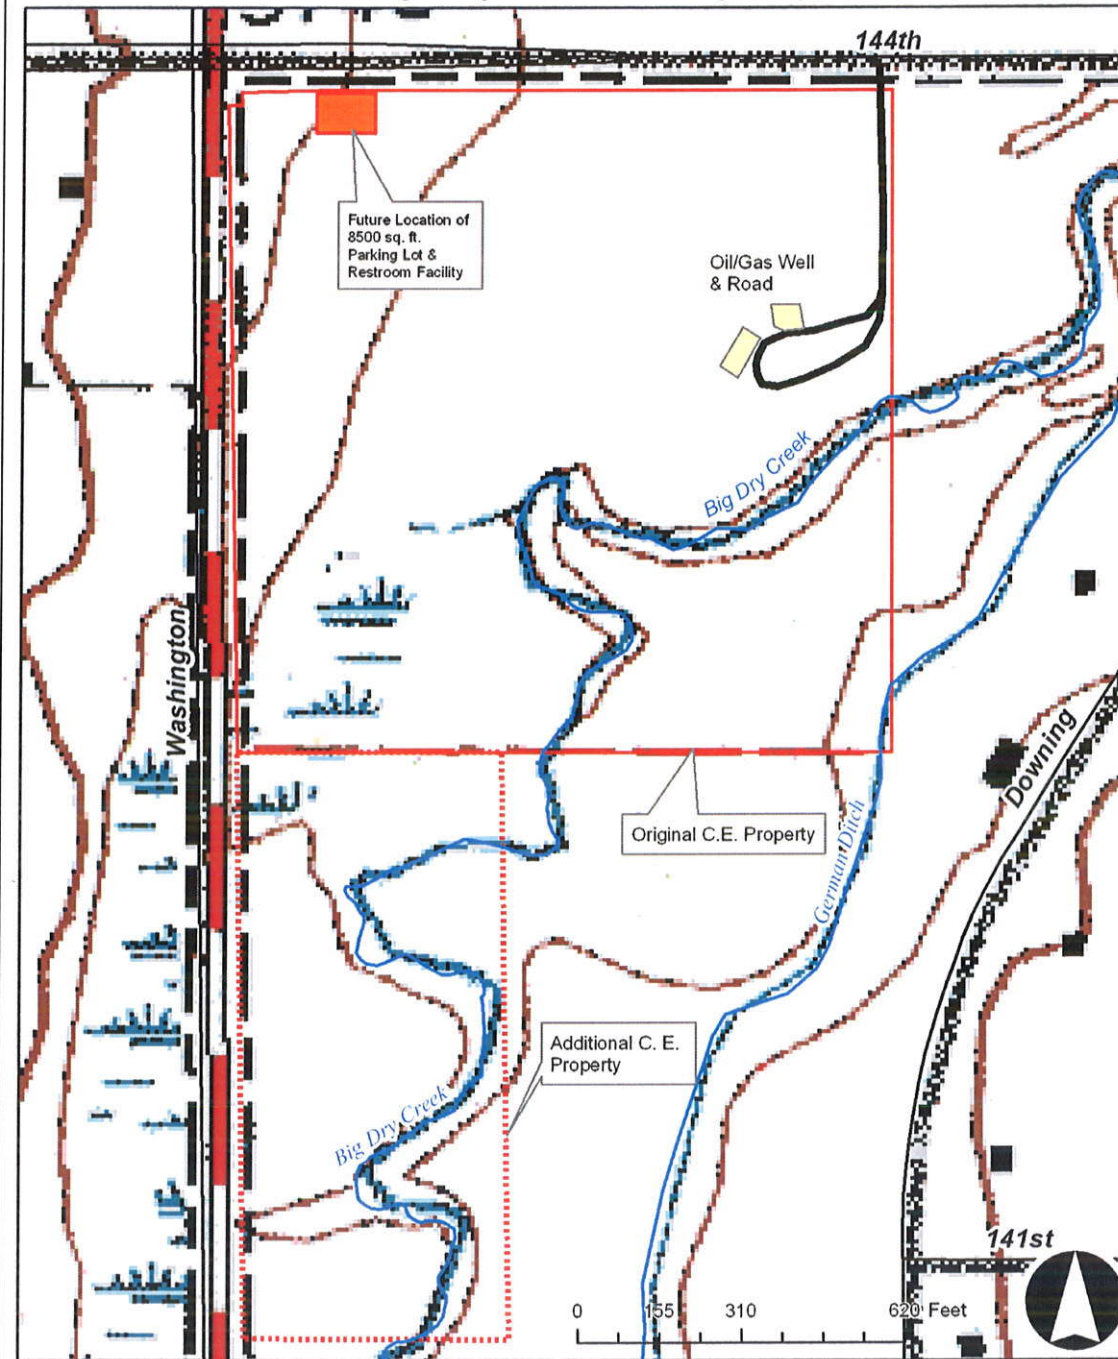 144th
Future Location of
8500 sq. ft.
Parking Lot &
Restroom Facility
Oil/Gas Well
& Road
Big Dry Creek
Washington
Downing
Original C.E. Property
German Ditch
Additional C. E.
Property
Big Dry Creek
141st
0 155 310 620 Feet